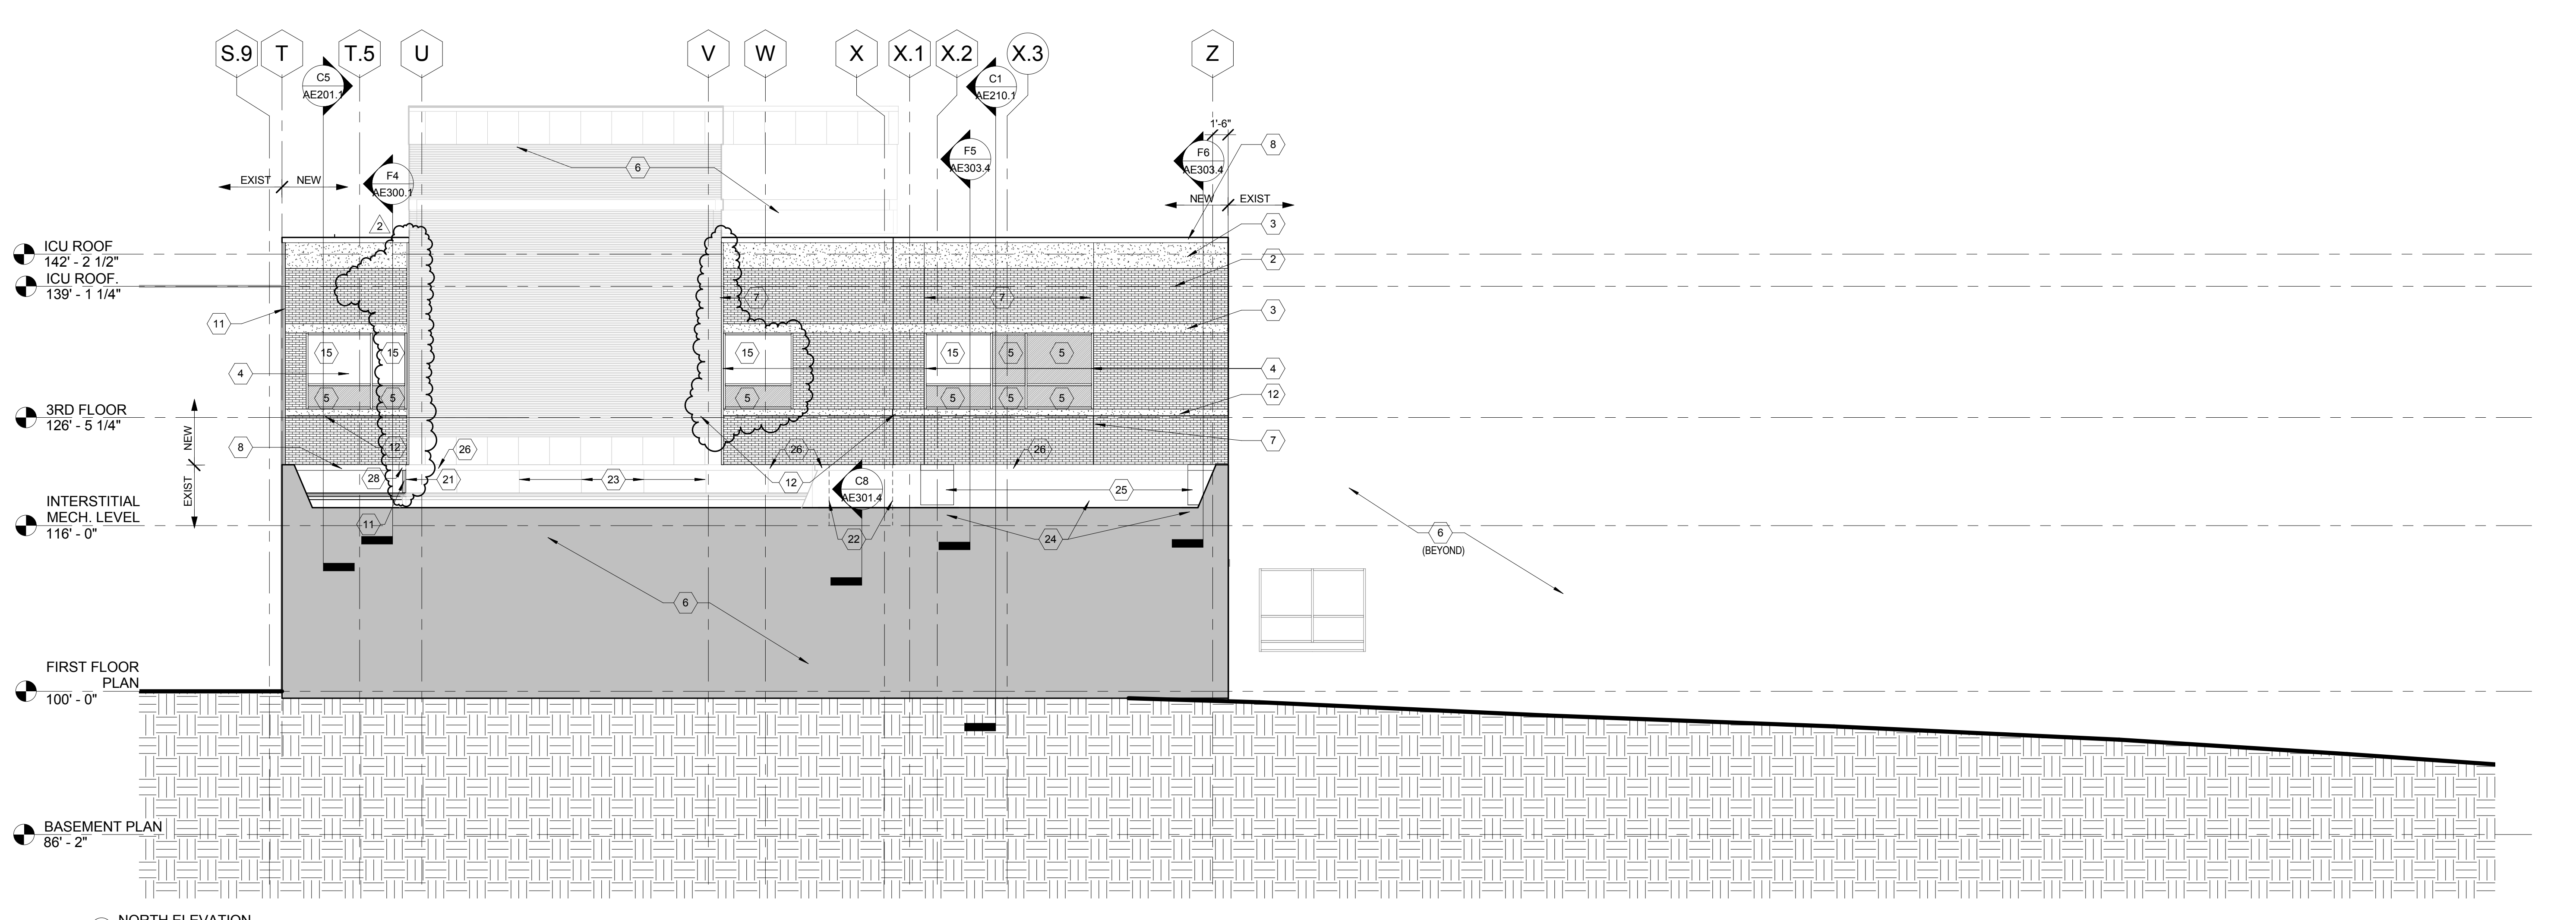 S.9
T
T.5
U
V
W
X
X.1
X.2
X.3
Z
C5
AE201.1
C1
AE210.1
1'-6"
F5
AE303.4
F6
AE303.4
8
6
EXIST
NEW
F4
AE300.1
NEW
EXIST
2
3
ICU ROOF
142' - 2 1/2"
2
ICU ROOF.
139' - 1 1/4"
7
7
3
11
15
15
15
15
5
5
4
4
5
5
5
5
5
5
12
3RD FLOOR
126' - 5 1/4"
NEW
8
12
26
26
26
7
28
21
23
12
C8
AE301.4
25
EXIST
INTERSTITIAL
MECH. LEVEL
116' - 0"
11
22
24
6
(BEYOND)
6
FIRST FLOOR
PLAN
100' - 0"
BASEMENT PLAN
86' - 2"
NORTH ELEVATION